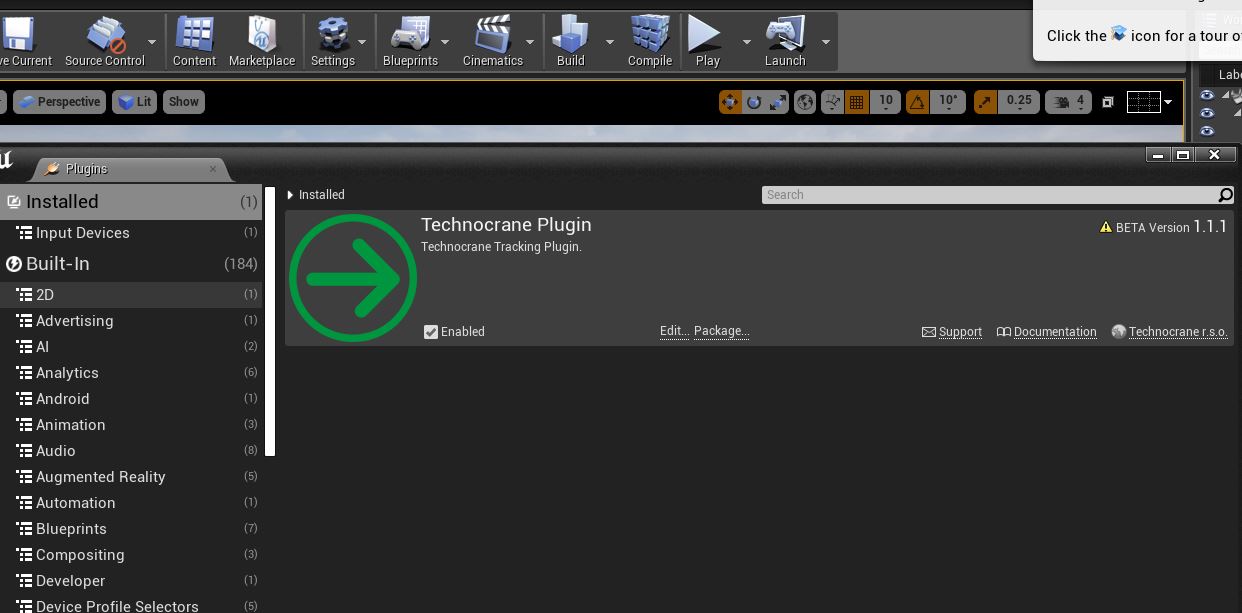 Click the icon for a tour o
ve Current Source Control Content Marketplace Settings Blueprints Cinematics Build Compile Play Launch
Labe
Perspective Lit Show 10 10° 0.25 4
Plugins
Installed (1)
Installed
Search
Input Devices (1)
Built-In (184)
2D (1)
Advertising (1)
AI (2)
Analytics (6)
Android (1)
Animation (3)
Audio (8)
Augmented Reality (5)
Automation (1)
Blueprints (7)
Compositing (3)
Developer (1)
Device Profile Selectors (5)
Technocrane Plugin
BETA Version 1.1.1
Technocrane Tracking Plugin.
Enabled Edit... Package... Support Documentation Technocrane r.s.o.